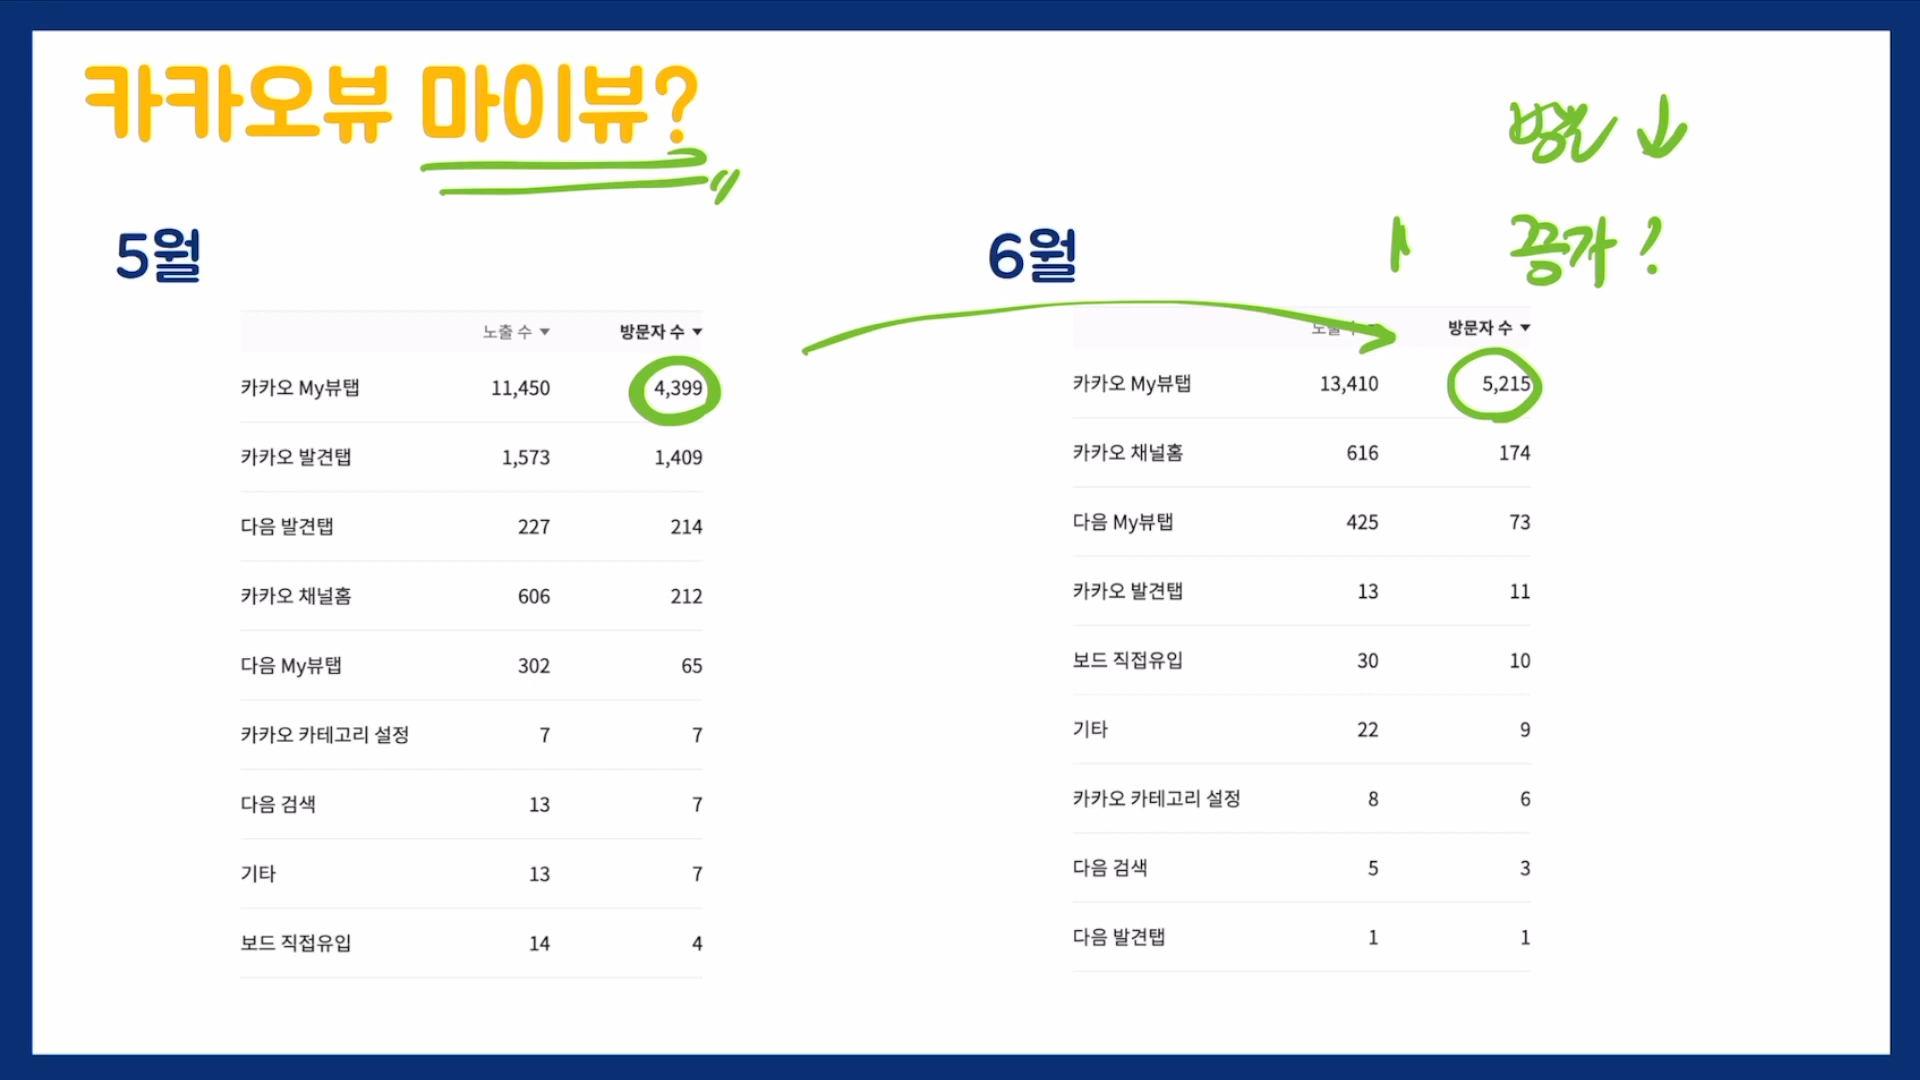 카카오뷰 마이뷰?
방문 ↓
증가?
5월
노출 수 ▼ 방문자 수 ▼
카카오 My뷰탭 11,450 4,399
카카오 발견탭 1,573 1,409
다음 발견탭 227 214
카카오 채널홈 606 212
다음 My뷰탭 302 65
카카오 카테고리 설정 7 7
다음 검색 13 7
기타 13 7
보드 직접유입 14 4
6월
노출 수 ▼ 방문자 수 ▼
카카오 My뷰탭 13,410 5,215
카카오 채널홈 616 174
다음 My뷰탭 425 73
카카오 발견탭 13 11
보드 직접유입 30 10
기타 22 9
카카오 카테고리 설정 8 6
다음 검색 5 3
다음 발견탭 1 1